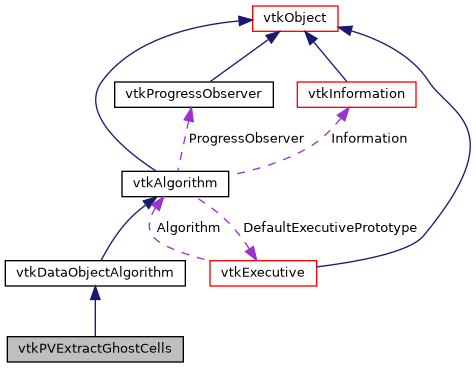 vtkObject
vtkProgressObserver
vtkInformation
ProgressObserver
Information
vtkAlgorithm
Algorithm
DefaultExecutivePrototype
vtkDataObjectAlgorithm
vtkExecutive
vtkPVExtractGhostCells